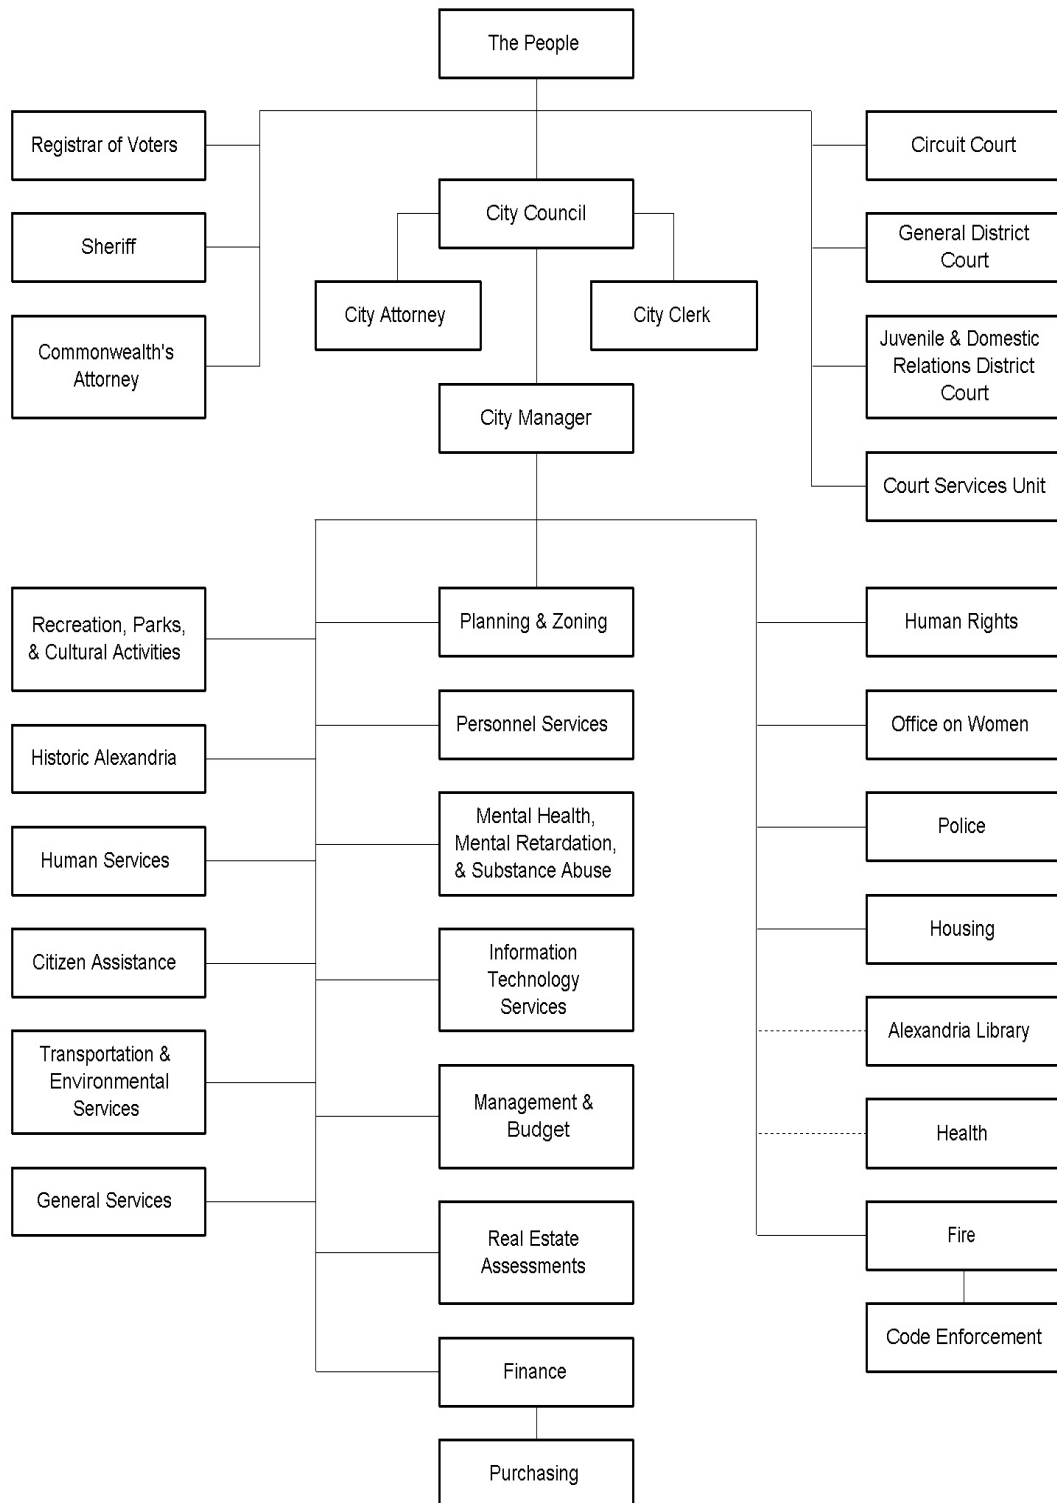 The People
Registrar of Voters
Sheriff
Commonwealth's
Attorney
City Council
City Attorney
City Clerk
City Manager
Circuit Court
General District
Court
Juvenile & Domestic
Relations District
Court
Court Services Unit
Recreation, Parks,
& Cultural Activities
Historic Alexandria
Human Services
Citizen Assistance
Transportation &
Environmental
Services
General Services
Planning & Zoning
Personnel Services
Mental Health,
Mental Retardation,
& Substance Abuse
Information
Technology
Services
Management &
Budget
Real Estate
Assessments
Finance
Purchasing
Human Rights
Office on Women
Police
Housing
Alexandria Library
Health
Fire
Code Enforcement